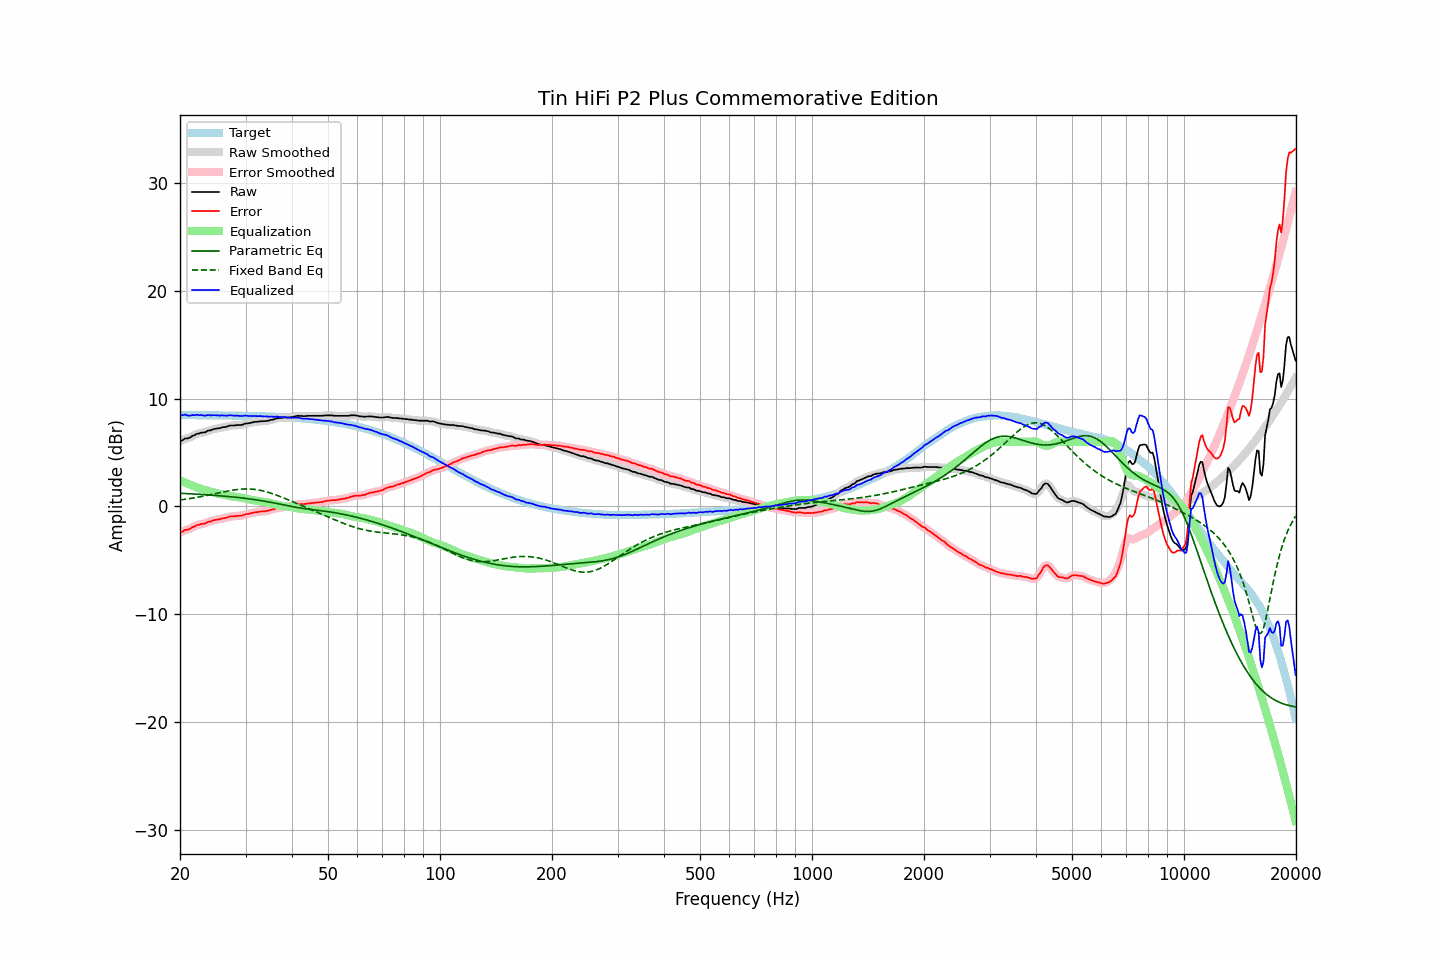 Tin HiFi P2 Plus Commemorative Edition
Target
Raw Smoothed
Error Smoothed
Raw
Error
Equalization
Parametric Eq
Fixed Band Eq
Equalized
Amplitude (dBr)
30
20
10
0
−10
−20
−30
20 50 100 200 500 1000 2000 5000 10000 20000
Frequency (Hz)